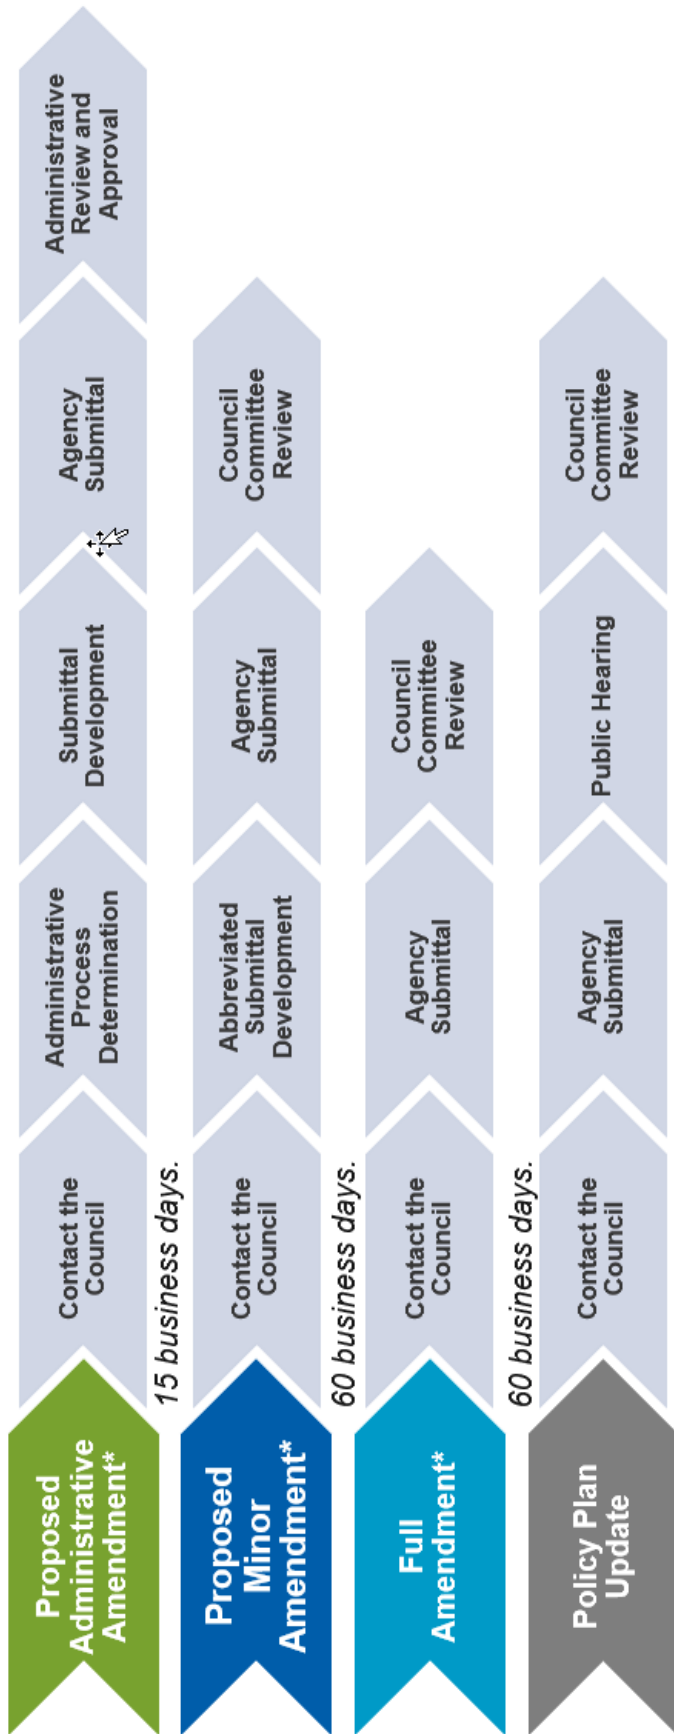 Proposed
Administrative
Amendment*
Contact the
Council
Administrative
Process
Determination
Submittal
Development
Agency
Submittal
Administrative
Review and
Approval
15 business days.
Proposed
Minor
Amendment*
Contact the
Council
Abbreviated
Submittal
Development
Agency
Submittal
Council
Committee
Review
60 business days.
Full
Amendment*
Contact the
Council
Agency
Submittal
Council
Committee
Review
60 business days.
Policy Plan
Update
Contact the
Council
Agency
Submittal
Public Hearing
Council
Committee
Review